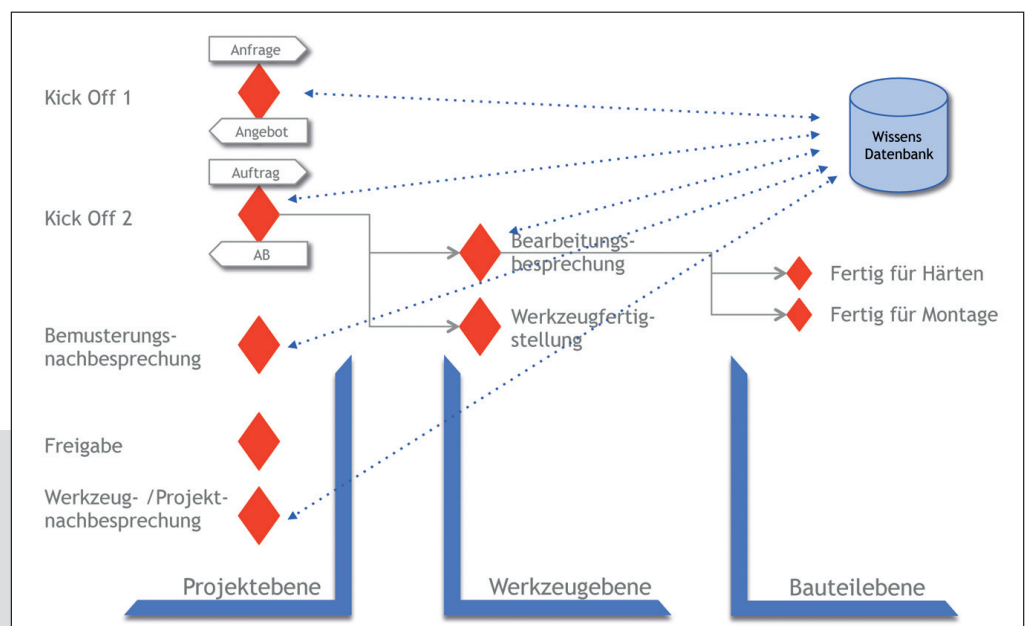 Anfrage
Kick Off 1
Angebot
Wissens
Datenbank
Auftrag
Kick Off 2
AB
Bearbeitungs-
besprechung
Fertig für Härten
Werkzeugfertig-
stellung
Fertig für Montage
Bemusterungs-
nachbesprechung
Freigabe
Werkzeug- /Projekt-
nachbesprechung
Projektebene
Werkzeugebene
Bauteilebene